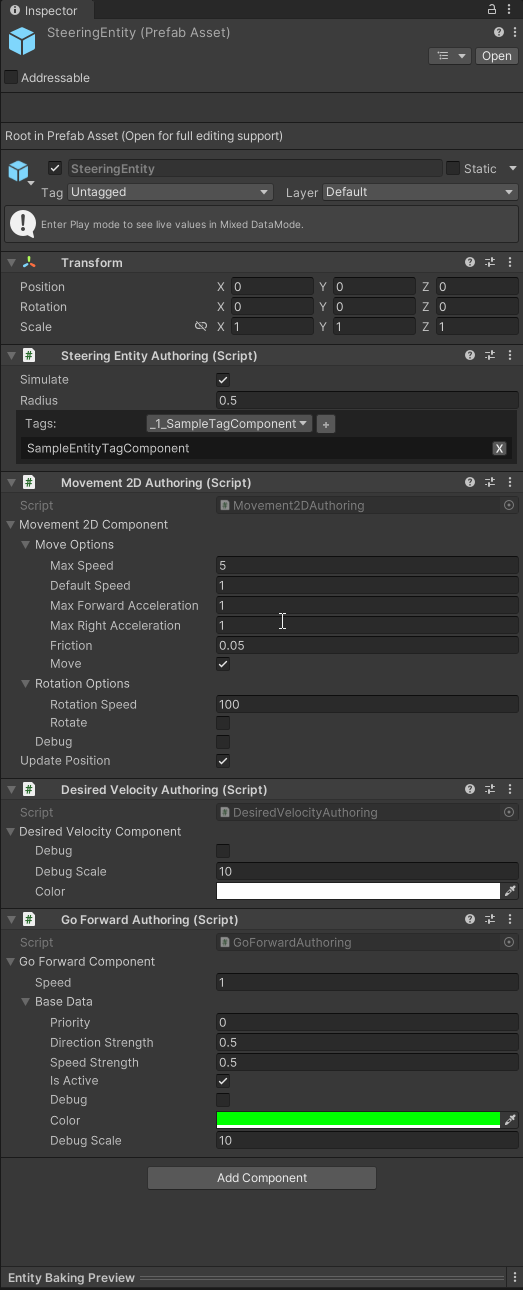 Inspector
SteeringEntity (Prefab Asset)
Open
Addressable
Root in Prefab Asset (Open for full editing support)
SteeringEntity Static
Tag Untagged Layer Default
Enter Play mode to see live values in Mixed DataMode.
Transform
Position X 0 Y 0 Z 0
Rotation X 0 Y 0 Z 0
Scale X 1 Y 1 Z 1
# Steering Entity Authoring (Script)
Simulate
Radius 0.5
Tags: _1_SampleTagComponent +
SampleEntityTagComponent X
# Movement 2D Authoring (Script)
Script # Movement2DAuthoring
Movement 2D Component
Move Options
Max Speed 5
Default Speed 1
Max Forward Acceleration 1
Max Right Acceleration 1
Friction 0.05
Move
Rotation Options
Rotation Speed 100
Rotate
Debug
Update Position
# Desired Velocity Authoring (Script)
Script # DesiredVelocityAuthoring
Desired Velocity Component
Debug
Debug Scale 10
Color
# Go Forward Authoring (Script)
Script # GoForwardAuthoring
Go Forward Component
Speed 1
Base Data
Priority 0
Direction Strength 0.5
Speed Strength 0.5
Is Active
Debug
Color
Debug Scale 10
Add Component
Entity Baking Preview